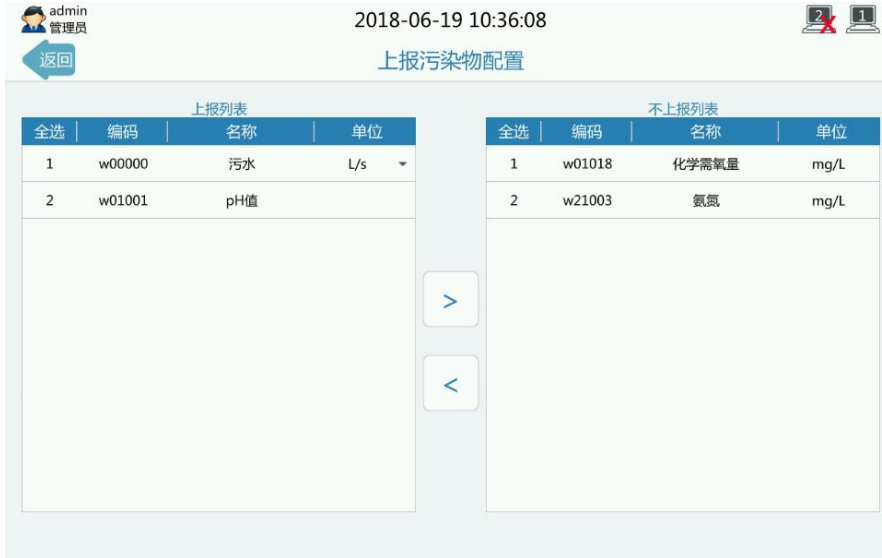 admin
管理员
2018-06-19 10:36:08
2
1
返回
上报污染物配置
上报列表
全选 编码 名称 单位
1 w00000 污水 L/s
2 w01001 pH值
>
<
不上报列表
全选 编码 名称 单位
1 w01018 化学需氧量 mg/L
2 w21003 氨氮 mg/L